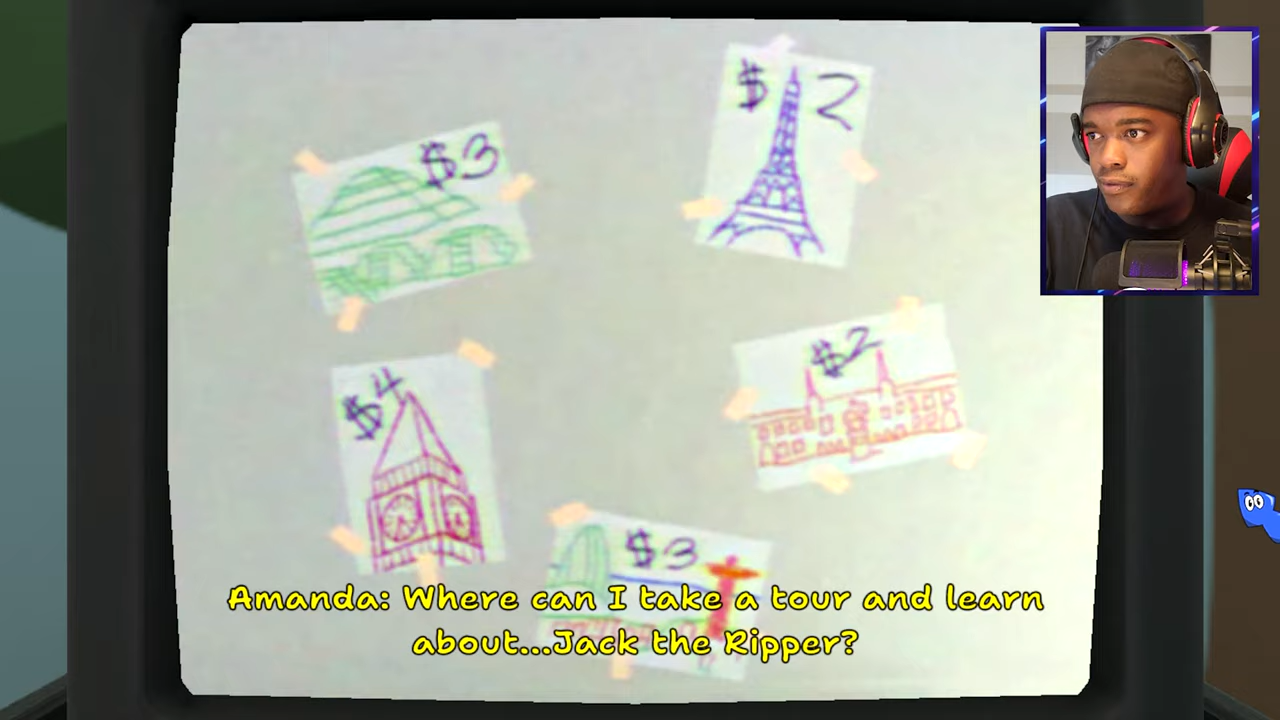 $2
$3
$2
$4
$3
Amanda: Where can I take a tour and learn
about...Jack the Ripper?